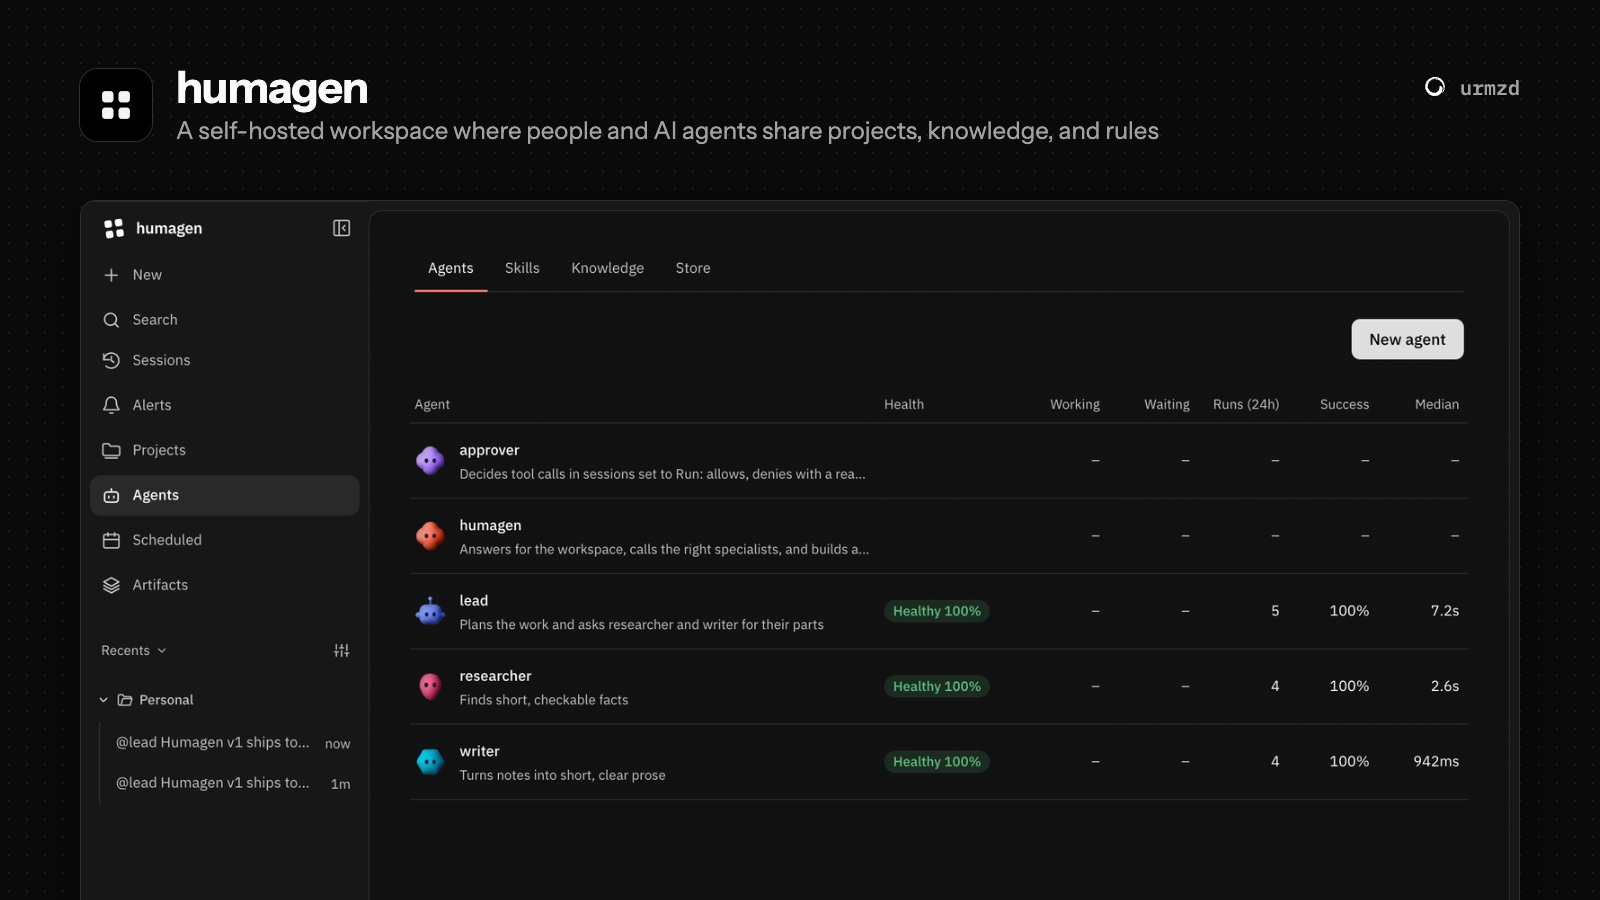 humagen
A self-hosted workspace where people and AI agents share projects, knowledge, and rules
urmzd
humagen
New
Search
Sessions
Alerts
Projects
Agents
Scheduled
Artifacts
Recents
Personal
@lead Humagen v1 ships to... now
@lead Humagen v1 ships to... 1m
Agents Skills Knowledge Store
New agent
Agent Health Working Waiting Runs (24h) Success Median
approver – – – – –
Decides tool calls in sessions set to Run: allows, denies with a rea...
humagen – – – – –
Answers for the workspace, calls the right specialists, and builds a...
lead
Healthy 100% – – 5 100% 7.2s
Plans the work and asks researcher and writer for their parts
researcher
Healthy 100% – – 4 100% 2.6s
Finds short, checkable facts
writer
Healthy 100% – – 4 100% 942ms
Turns notes into short, clear prose